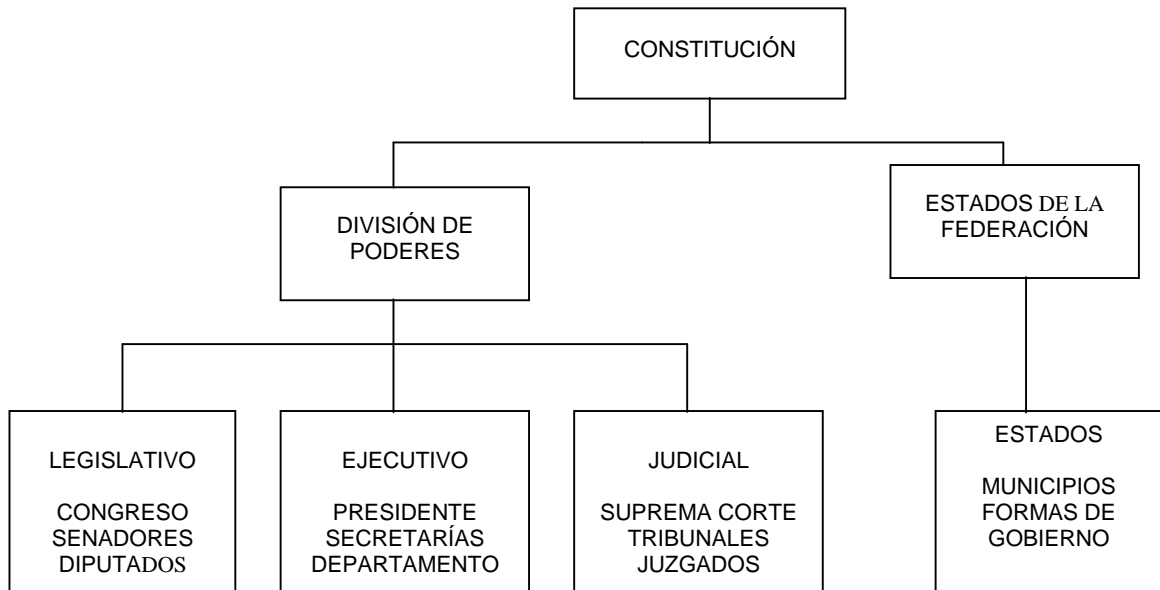 CONSTITUCIÓN
DIVISIÓN DE
PODERES
ESTADOS DE LA
FEDERACIÓN
LEGISLATIVO
CONGRESO
SENADORES
DIPUTADOS
EJECUTIVO
PRESIDENTE
SECRETARÍAS
DEPARTAMENTO
JUDICIAL
SUPREMA CORTE
TRIBUNALES
JUZGADOS
ESTADOS
MUNICIPIOS
FORMAS DE
GOBIERNO